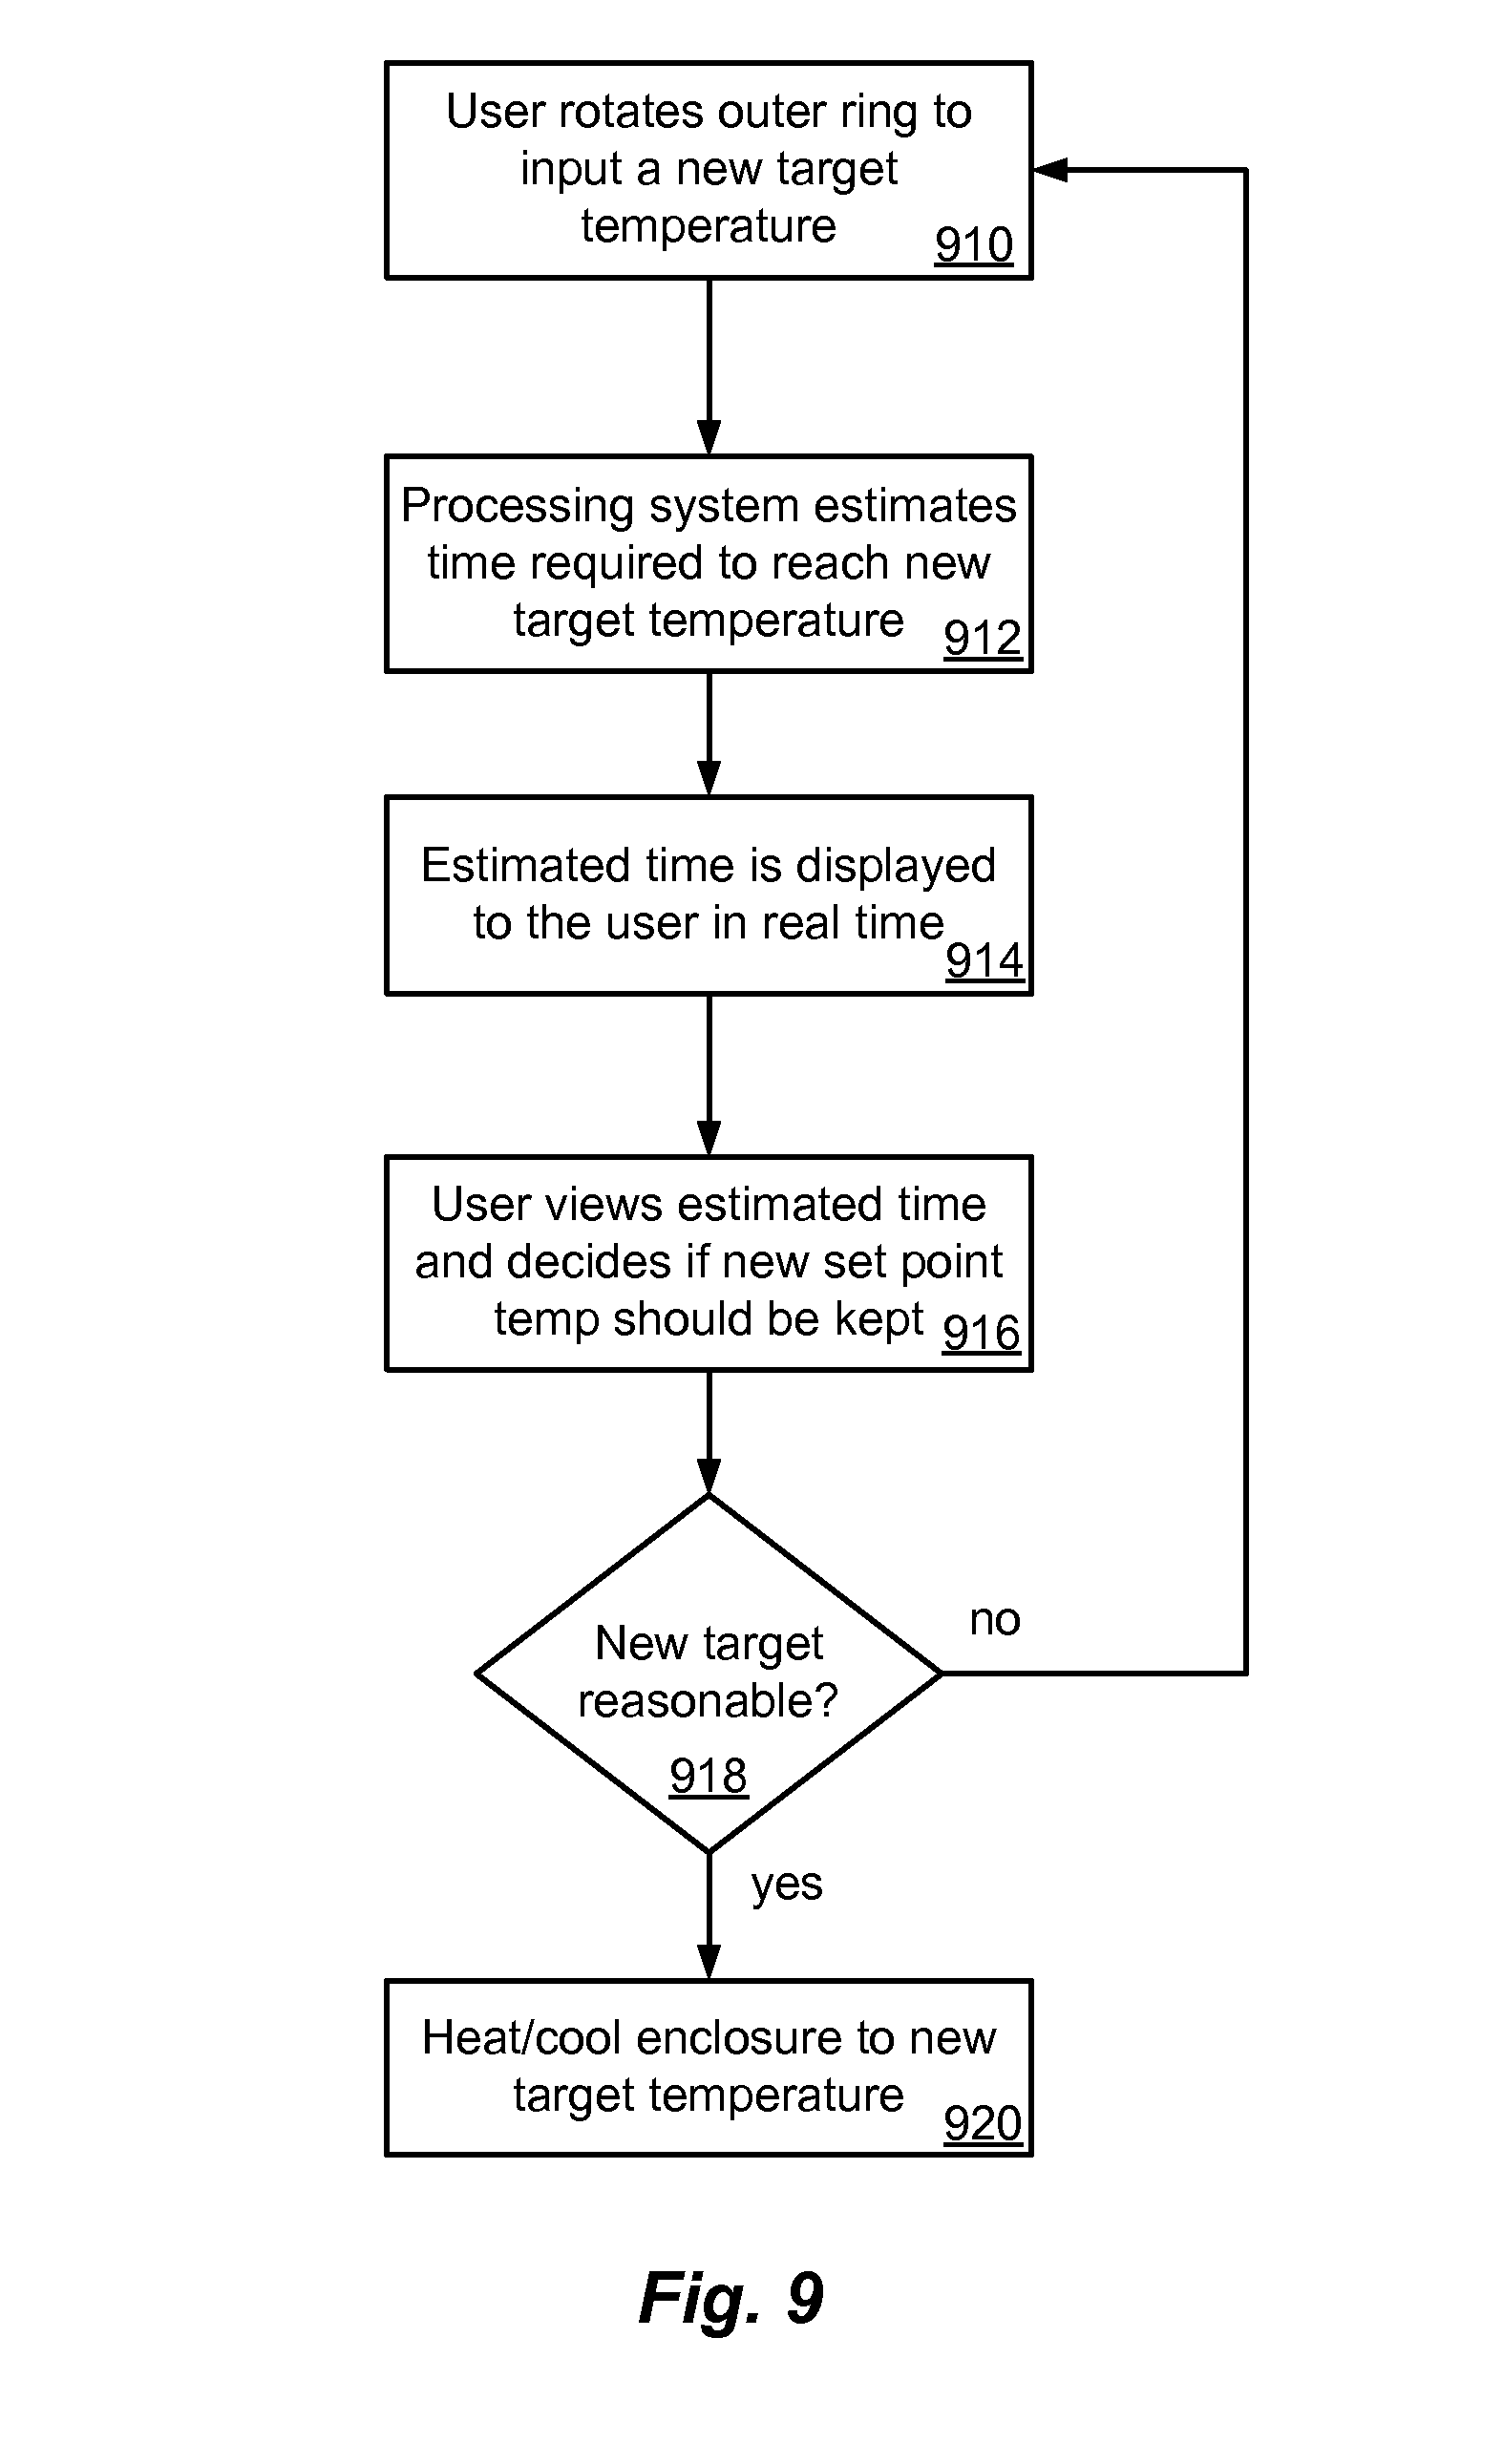 User rotates outer ring to
input a new target
temperature
910
Processing system estimates
time required to reach new
target temperature
912
Estimated time is displayed
to the user in real time
914
User views estimated time
and decides if new set point
temp should be kept
916
New target
reasonable?
918
no
yes
Heat/cool enclosure to new
target temperature
920
Fig. 9